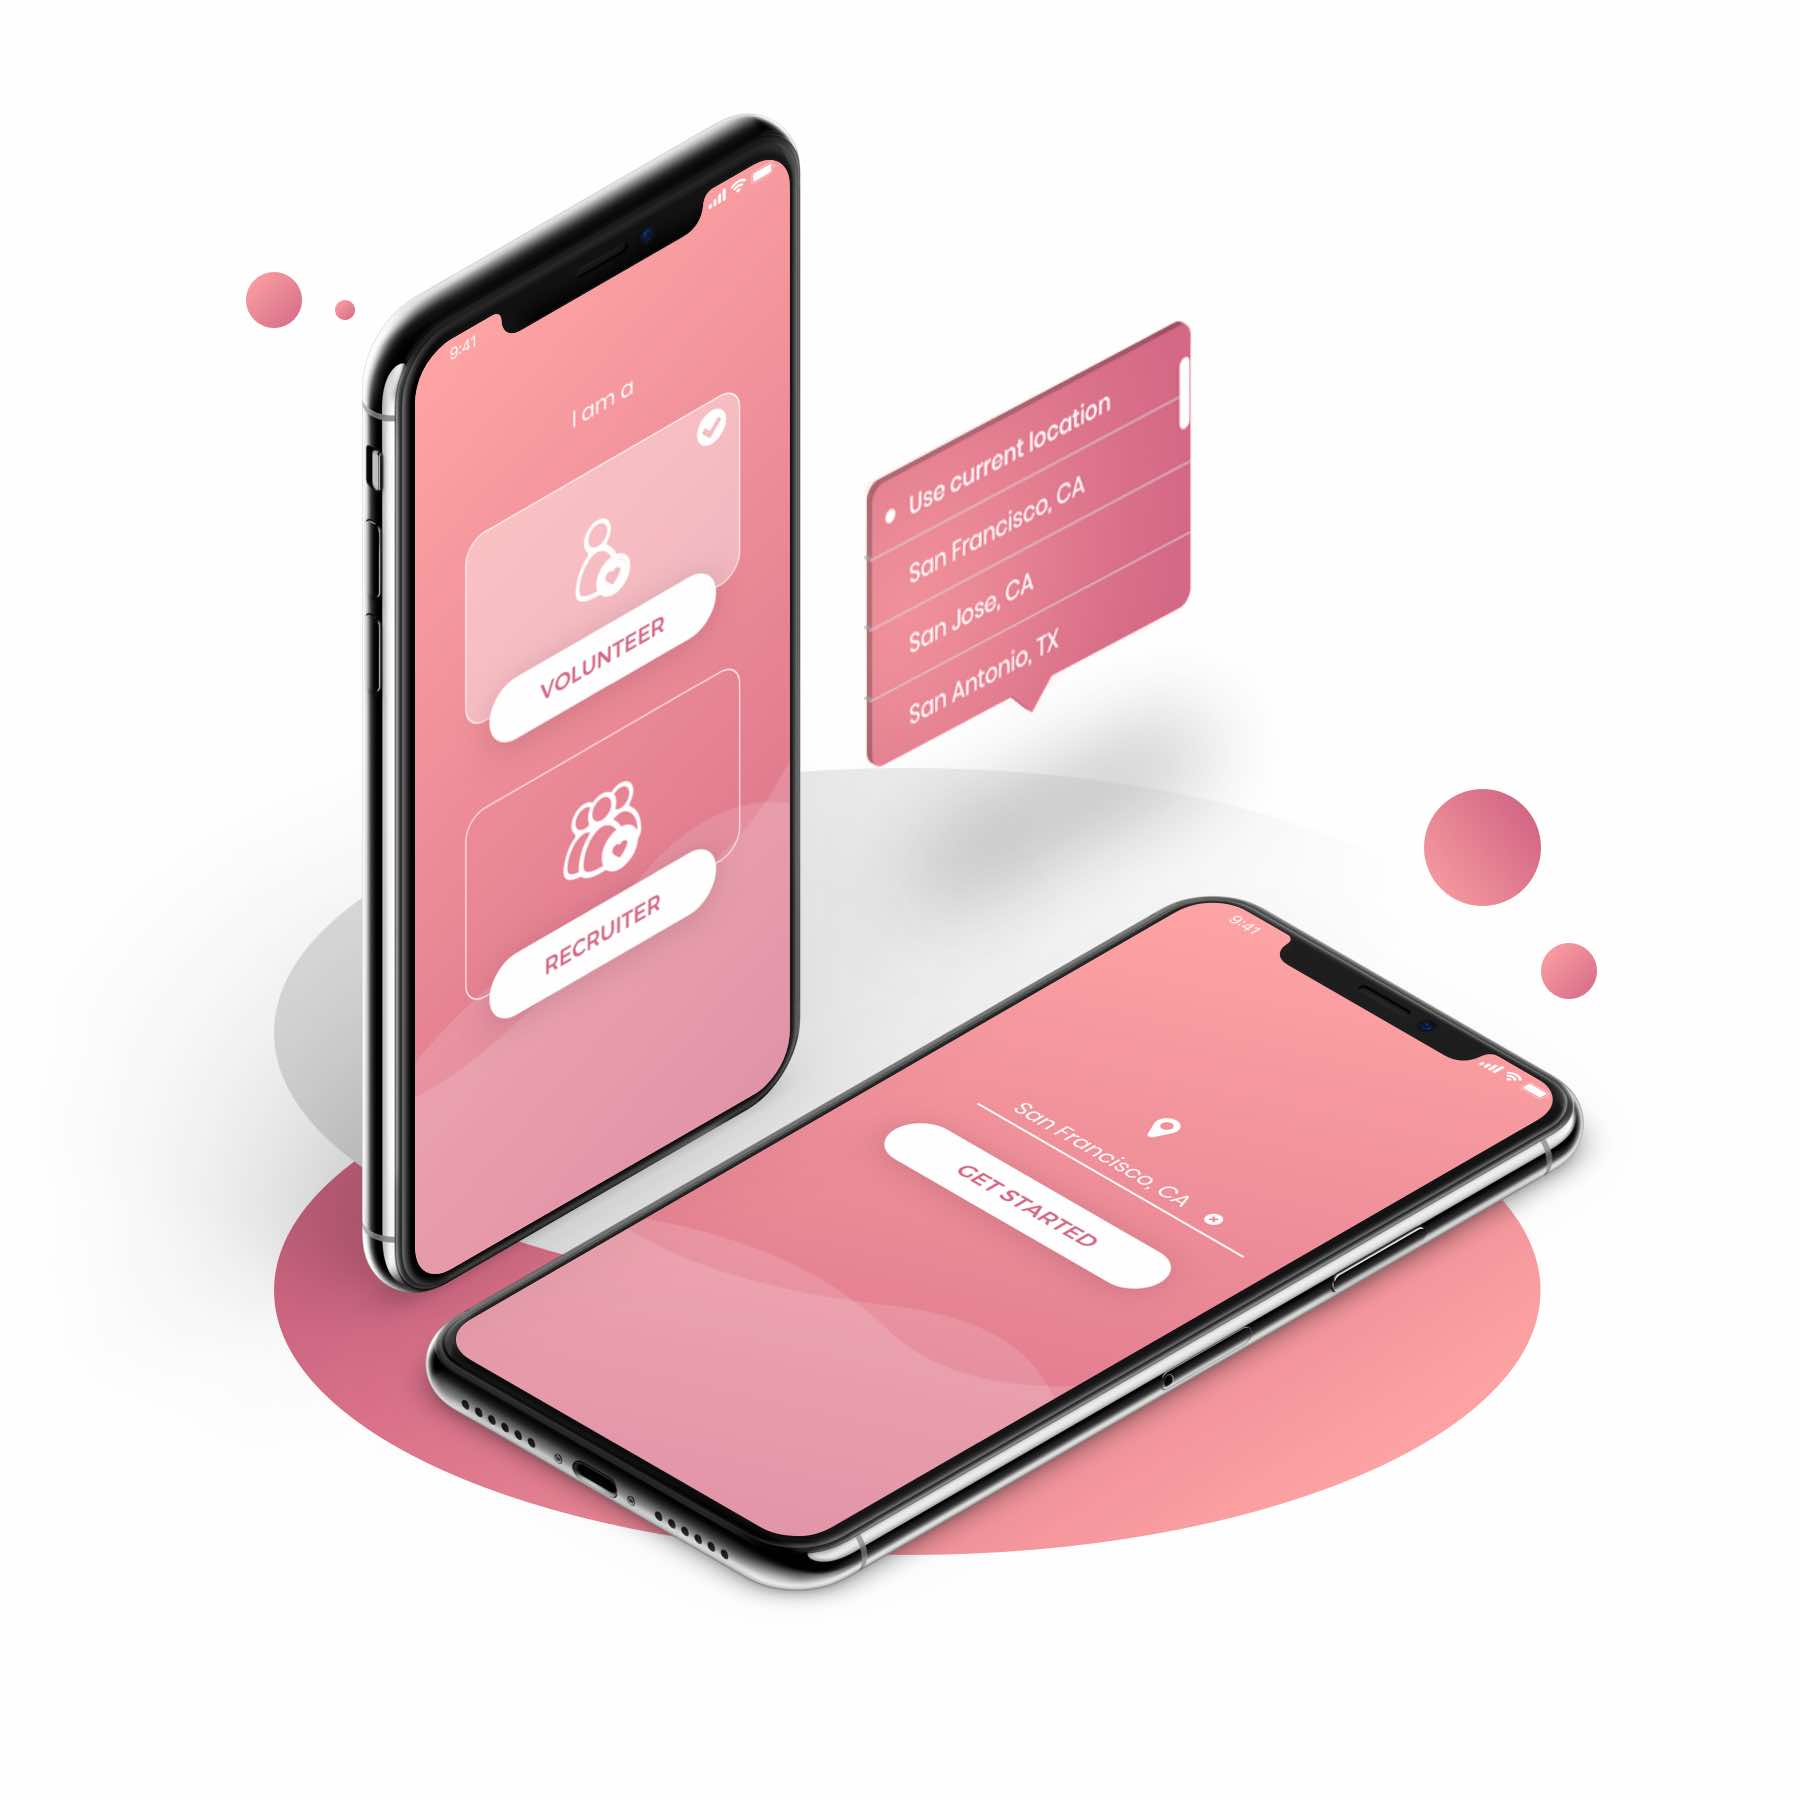 9:41
I am a
VOLUNTEER
RECRUITER
Use current location
San Francisco, CA
San Jose, CA
San Antonio, TX
9:41
San Francisco, CA
GET STARTED